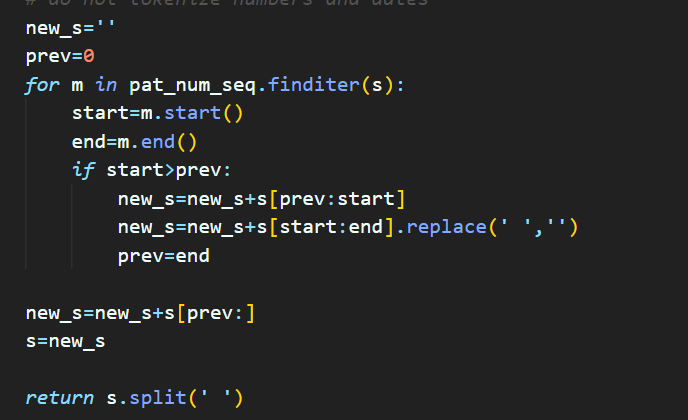 # do not tokenize numbers and dates
new_s=''
prev=0
for m in pat_num_seq.finditer(s):
    start=m.start()
    end=m.end()
    if start>prev:
        new_s=new_s+s[prev:start]
        new_s=new_s+s[start:end].replace(' ','')
        prev=end

new_s=new_s+s[prev:]
s=new_s

return s.split(' ')